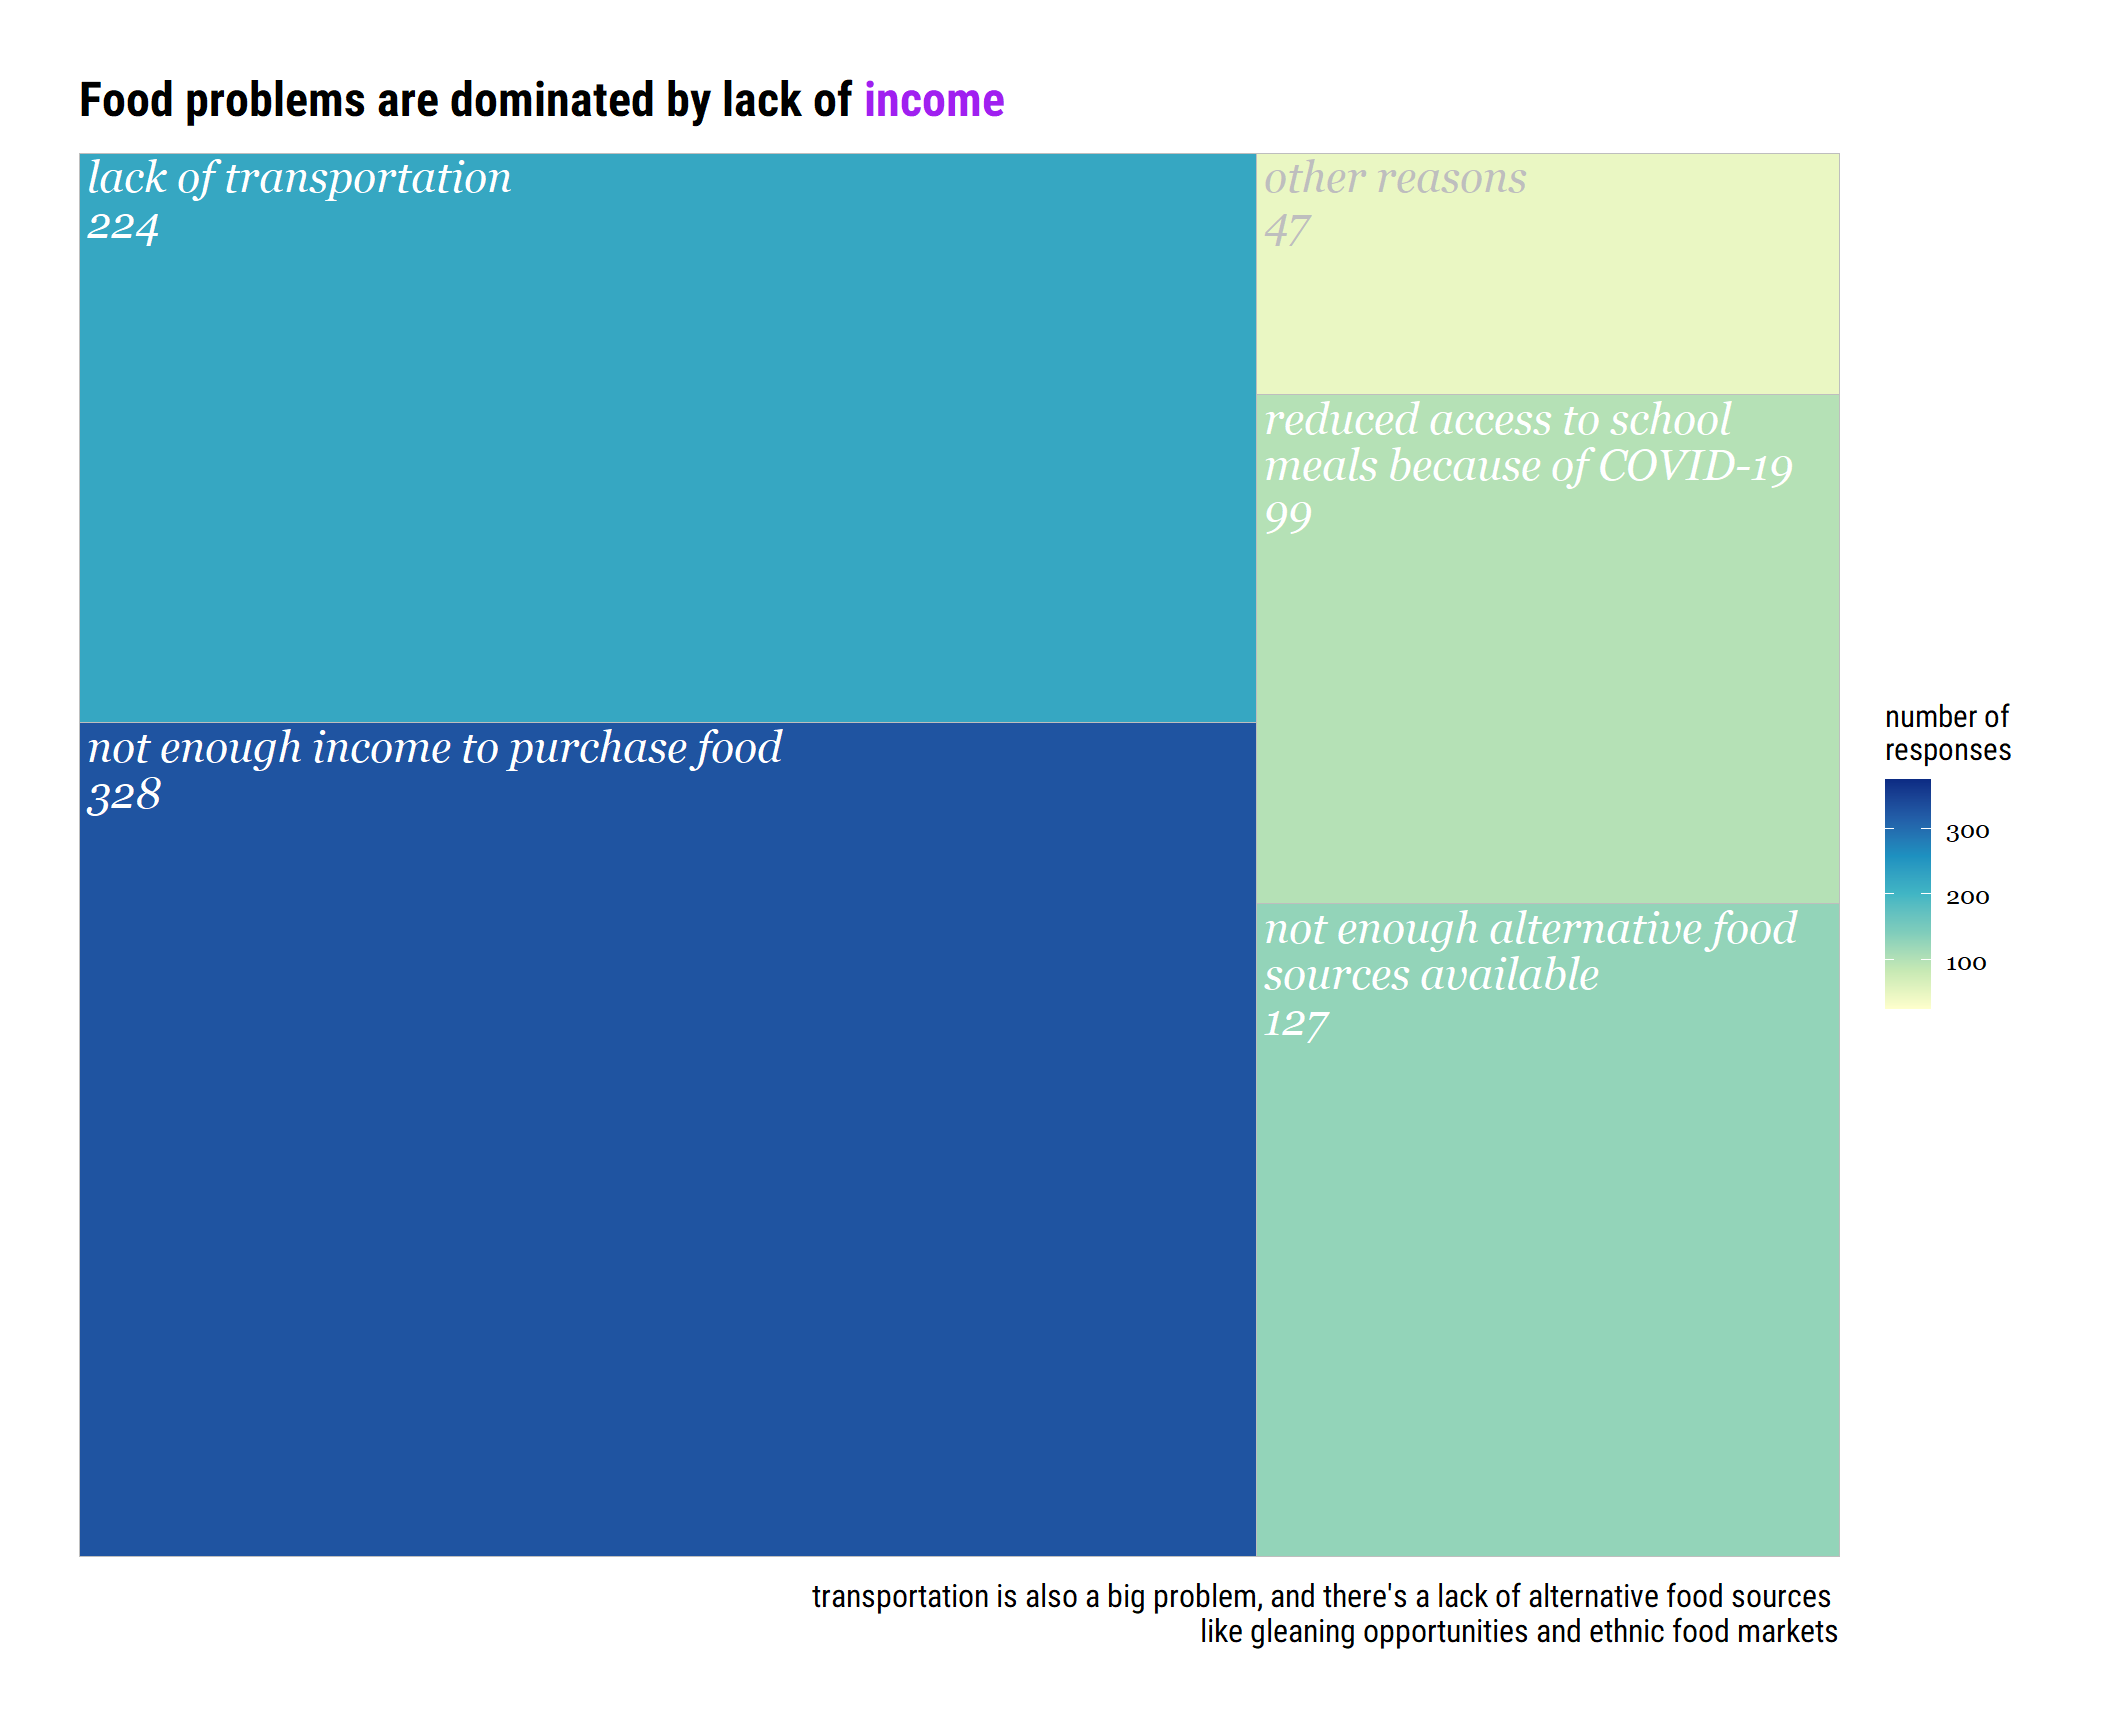 Food problems are dominated by lack of income
lack of transportation
224
other reasons
47
reduced access to school
meals because of COVID-19
99
not enough income to purchase food
328
not enough alternative food
sources available
127
number of
responses
300
200
100
transportation is also a big problem, and there's a lack of alternative food sources
like gleaning opportunities and ethnic food markets